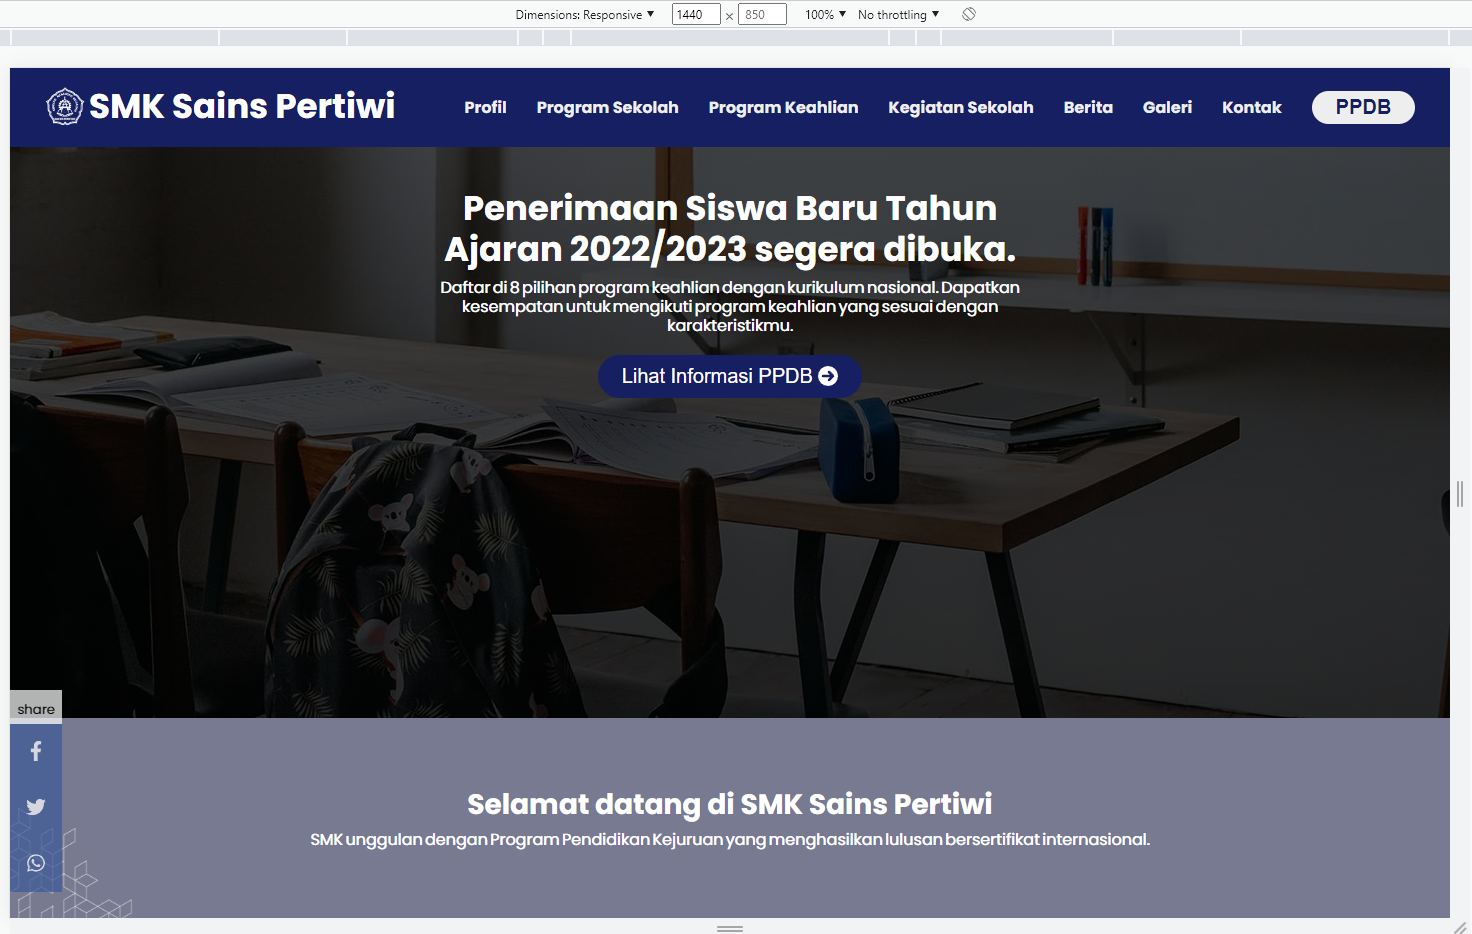 Dimensions: Responsive ▼ 1440 × 850 100% ▼ No throttling ▼
SMK Sains Pertiwi
Profil Program Sekolah Program Keahlian Kegiatan Sekolah Berita Galeri Kontak PPDB
Penerimaan Siswa Baru Tahun
Ajaran 2022/2023 segera dibuka.
Daftar di 8 pilihan program keahlian dengan kurikulum nasional. Dapatkan
kesempatan untuk mengikuti program keahlian yang sesuai dengan
karakteristikmu.
Lihat Informasi PPDB
share
Selamat datang di SMK Sains Pertiwi
SMK unggulan dengan Program Pendidikan Kejuruan yang menghasilkan lulusan bersertifikat internasional.